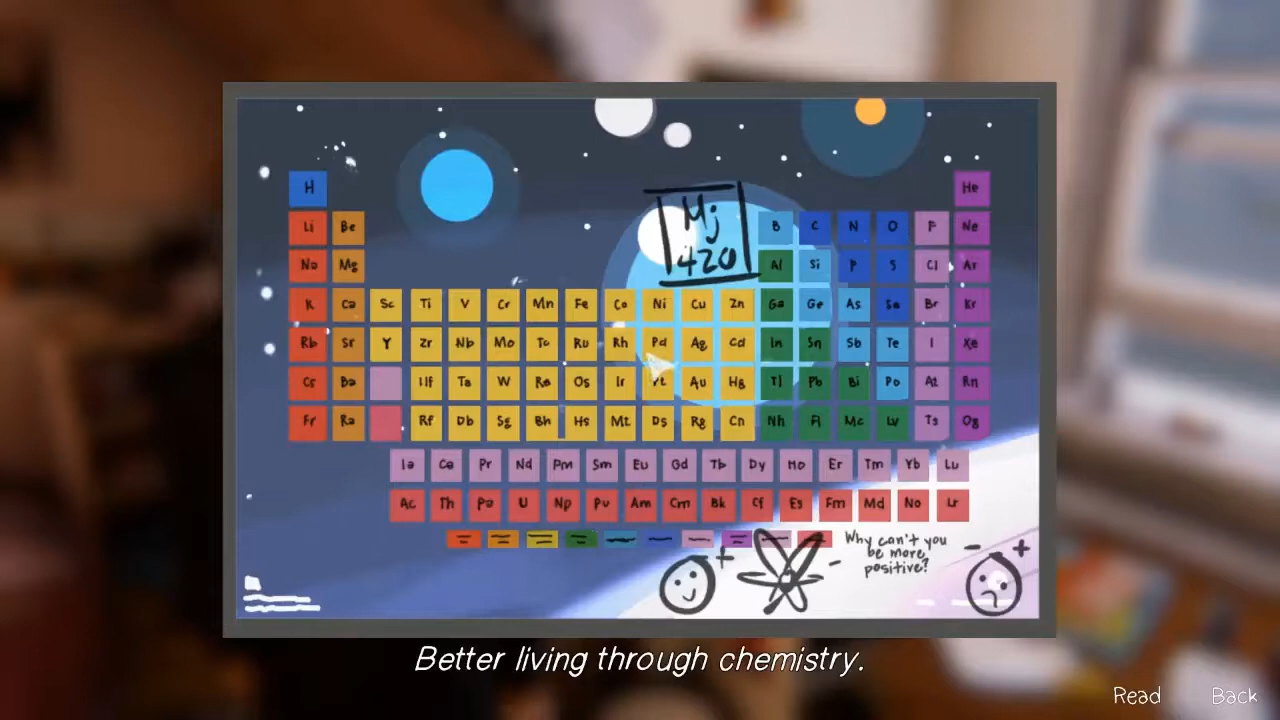 Mj
420
H He
Li Be B C N O F Ne
Na Mg Al Si P S Cl Ar
K Ca Sc Ti V Cr Mn Fe Co Ni Cu Zn Ga Ge As Se Br Kr
Rb Sr Y Zr Nb Mo Tc Ru Rh Pd Ag Cd In Sn Sb Te I Xe
Cs Ba Hf Ta W Re Os Ir Pt Au Hg Tl Pb Bi Po At Rn
Fr Ra Rf Db Sg Bh Hs Mt Ds Rg Cn Nh Fl Mc Lv Ts Og
la Ce Pr Nd Pm Sm Eu Gd Tb Dy Ho Er Tm Yb Lu
Ac Th Pa U Np Pu Am Cm Bk Cf Es Fm Md No Lr
Why can't you
be more
positive?
+ - - +
Better living through chemistry.
Read Back